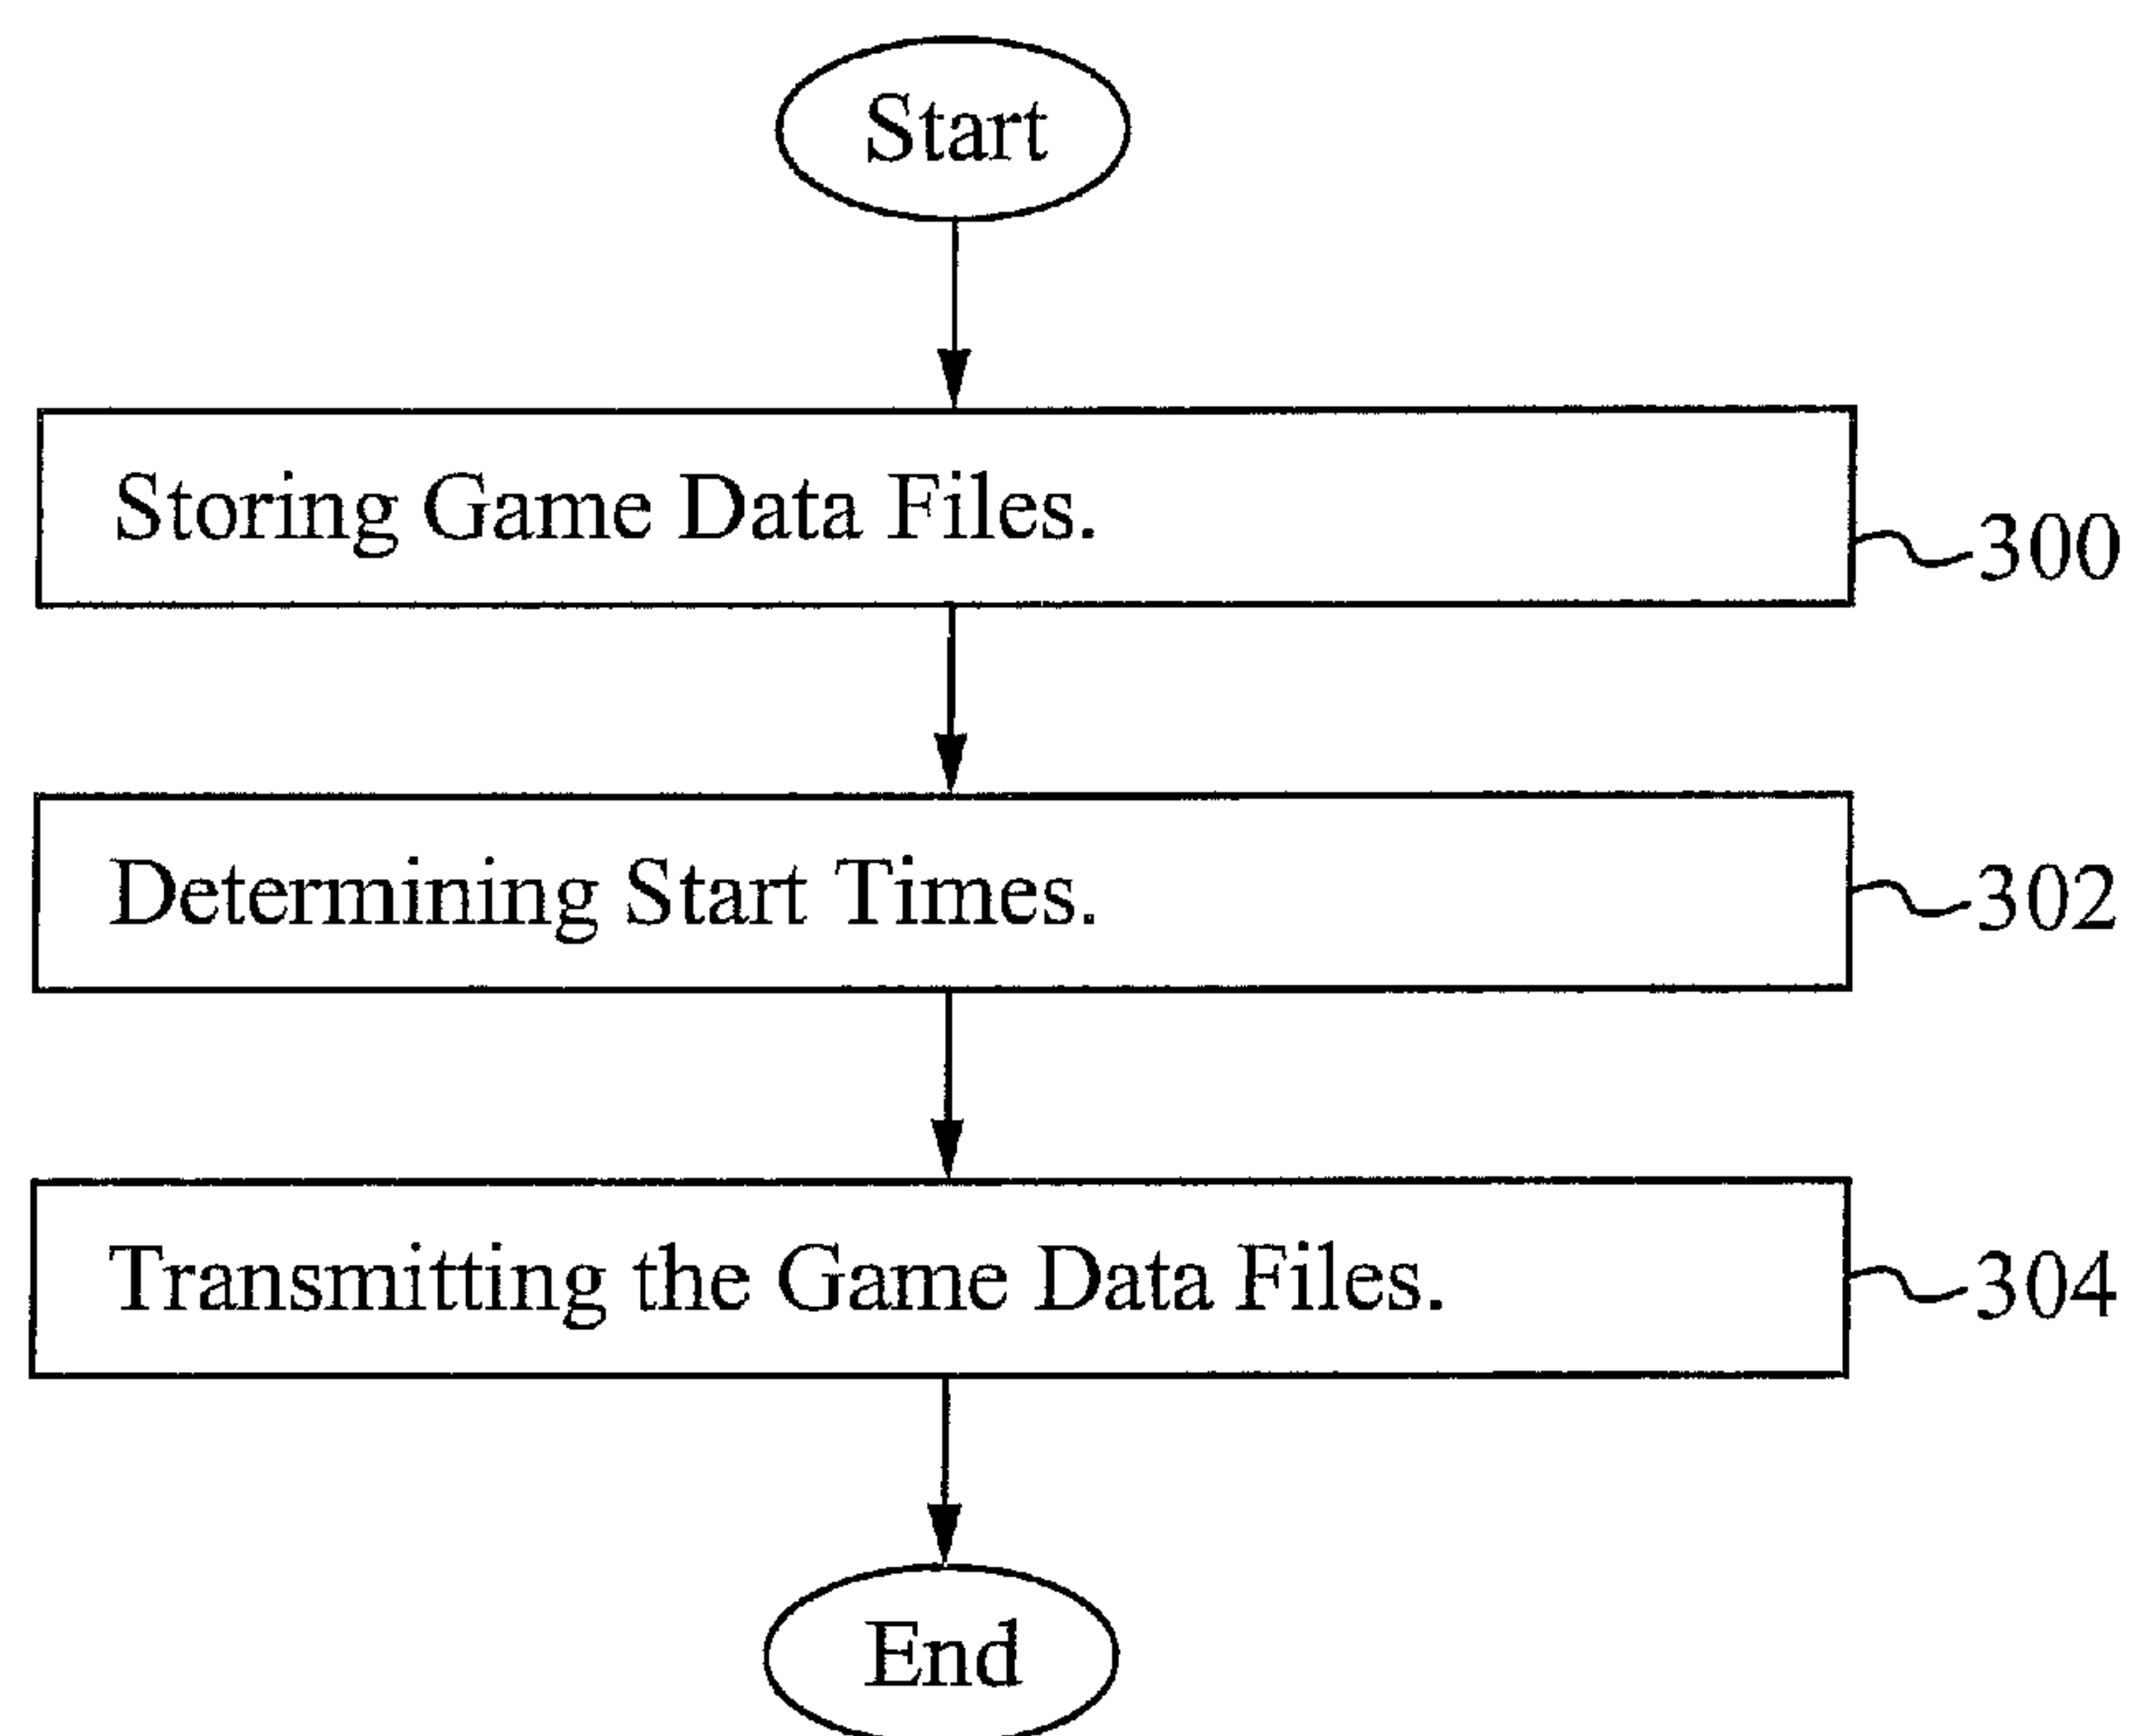 Start
Storing Game Data Files.
300
Determining Start Times.
302
Transmitting the Game Data Files.
304
End